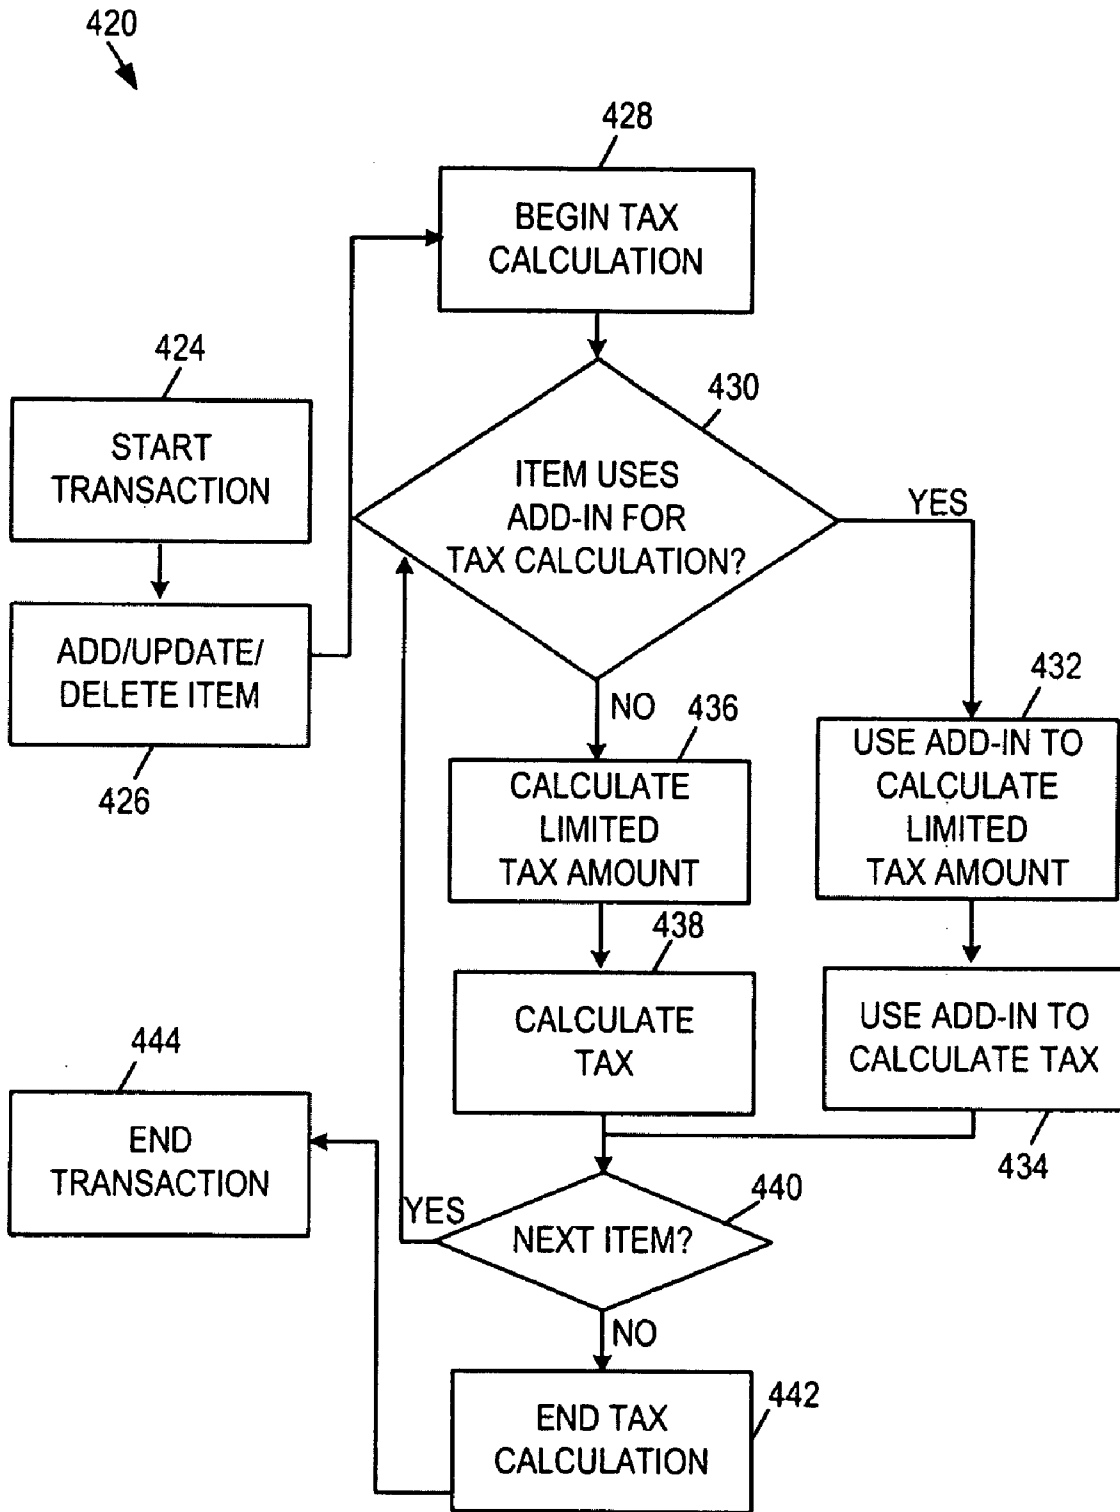 420
428
BEGIN TAX
CALCULATION
424
START
TRANSACTION
430
ITEM USES
ADD-IN FOR
TAX CALCULATION?
YES
ADD/UPDATE/
DELETE ITEM
426
NO
436
CALCULATE
LIMITED
TAX AMOUNT
432
USE ADD-IN TO
CALCULATE
LIMITED
TAX AMOUNT
438
CALCULATE
TAX
USE ADD-IN TO
CALCULATE TAX
434
444
END
TRANSACTION
440
YES
NEXT ITEM?
NO
442
END TAX
CALCULATION